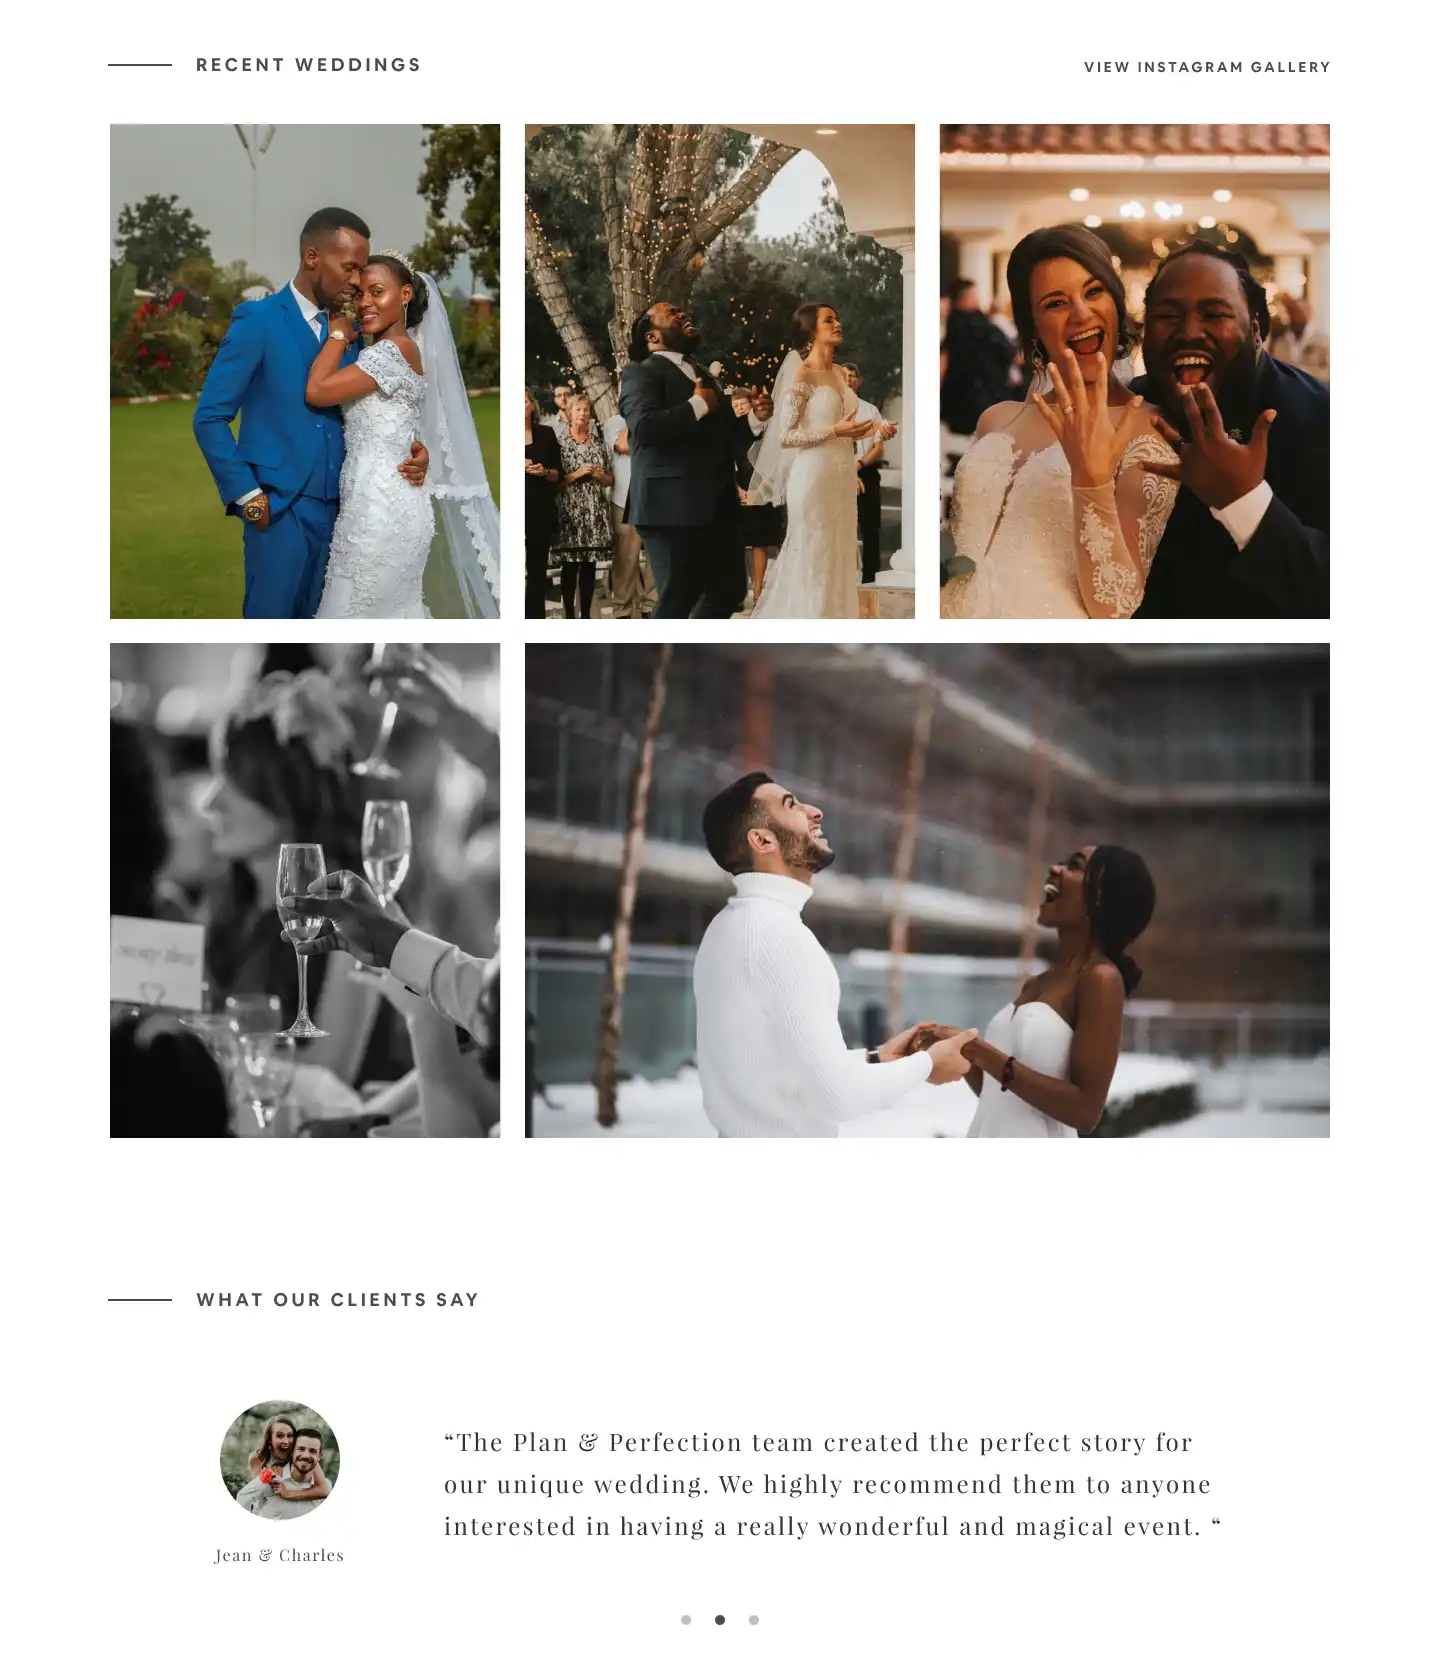 RECENT WEDDINGS
VIEW INSTAGRAM GALLERY
WHAT OUR CLIENTS SAY
“The Plan & Perfection team created the perfect story for
our unique wedding. We highly recommend them to anyone
interested in having a really wonderful and magical event. “
Jean & Charles